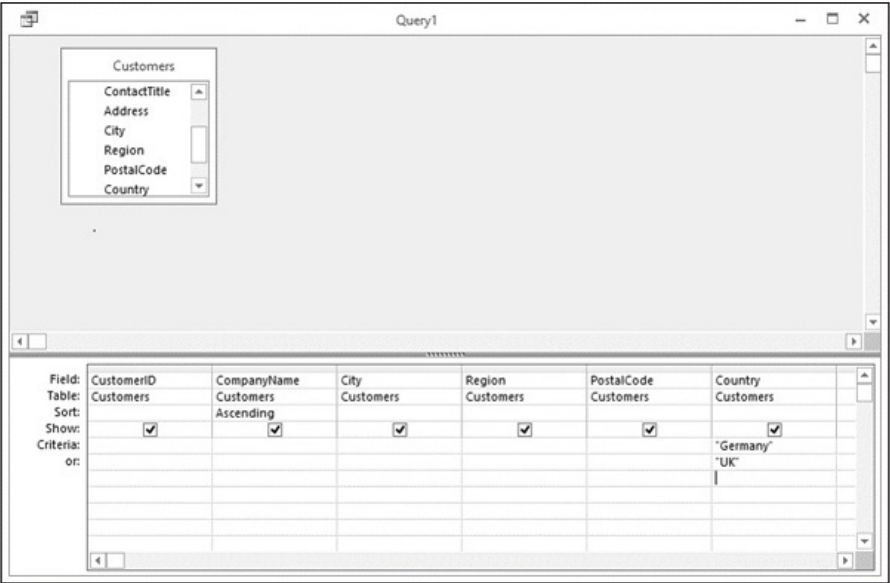 Query1
Customers
ContactTitle
Address
City
Region
PostalCode
Country
Field: CustomerID CompanyName City Region PostalCode Country
Table: Customers Customers Customers Customers Customers Customers
Sort: Ascending
Show:
Criteria: "Germany"
or: "UK"